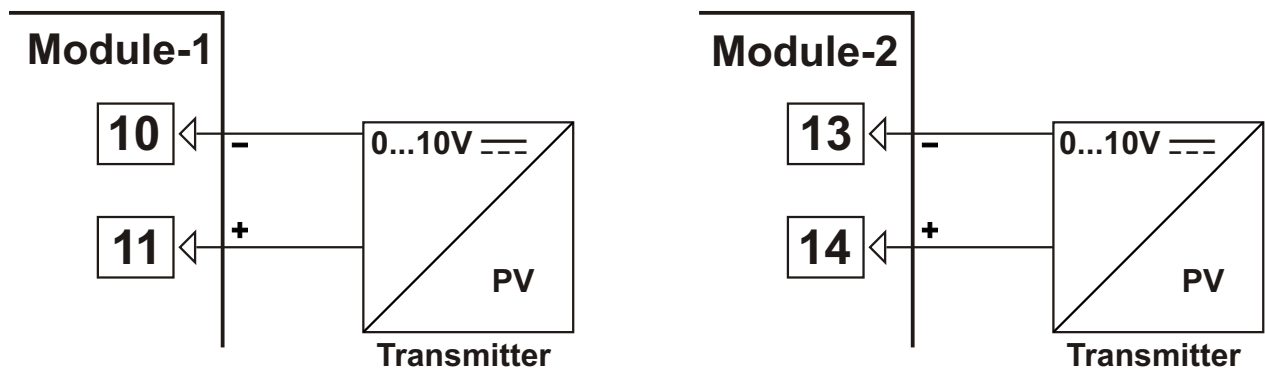 Module-1
10
-
0...10V
11
+
PV
Transmitter
Module-2
13
-
0...10V
14
+
PV
Transmitter